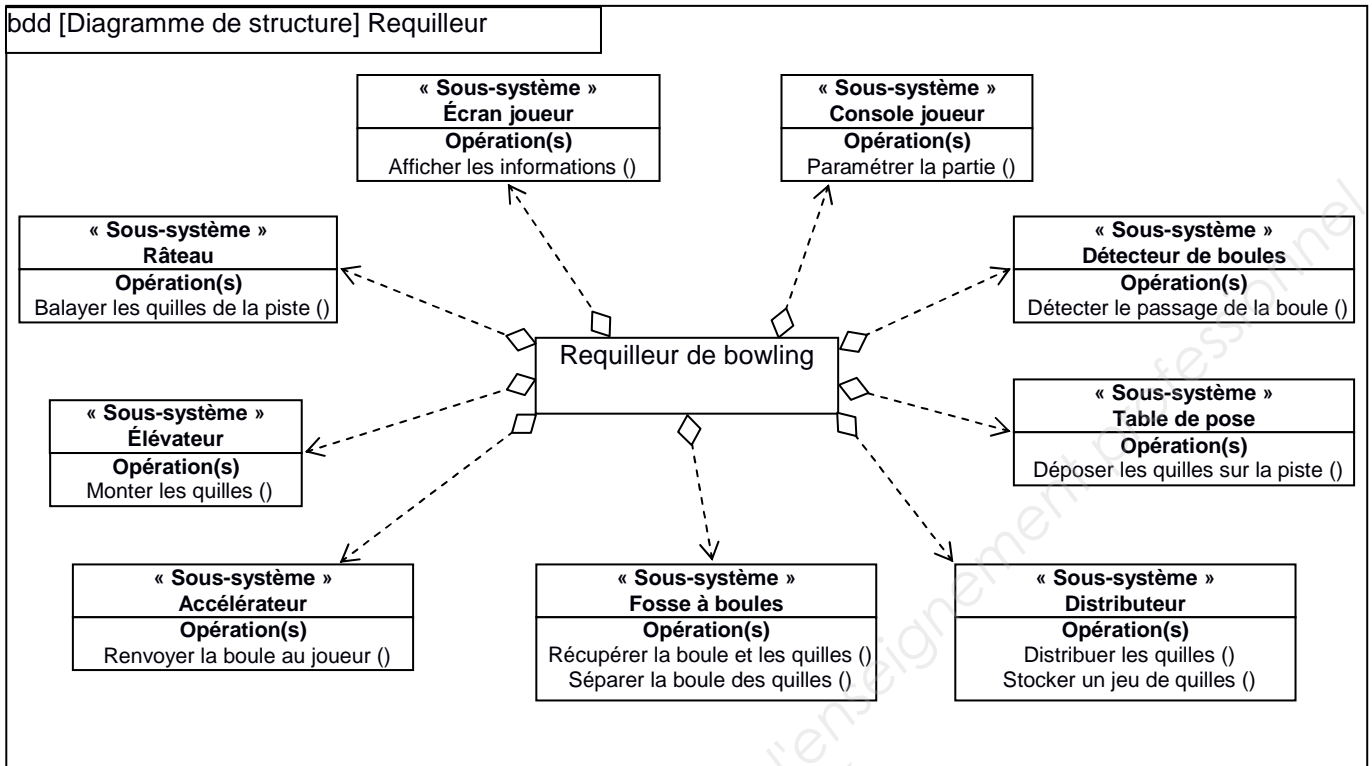 bdd [Diagramme de structure] Requilleur
« Sous-système »
Écran joueur
Opération(s)
Afficher les informations ()
« Sous-système »
Console joueur
Opération(s)
Paramétrer la partie ()
« Sous-système »
Râteau
Opération(s)
Balayer les quilles de la piste ()
« Sous-système »
Détecteur de boules
Opération(s)
Détecter le passage de la boule ()
Requilleur de bowling
« Sous-système »
Élévateur
Opération(s)
Monter les quilles ()
« Sous-système »
Table de pose
Opération(s)
Déposer les quilles sur la piste ()
« Sous-système »
Accélérateur
Opération(s)
Renvoyer la boule au joueur ()
« Sous-système »
Fosse à boules
Opération(s)
Récupérer la boule et les quilles ()
Séparer la boule des quilles ()
« Sous-système »
Distributeur
Opération(s)
Distribuer les quilles ()
Stocker un jeu de quilles ()
l'enseignement professionnel